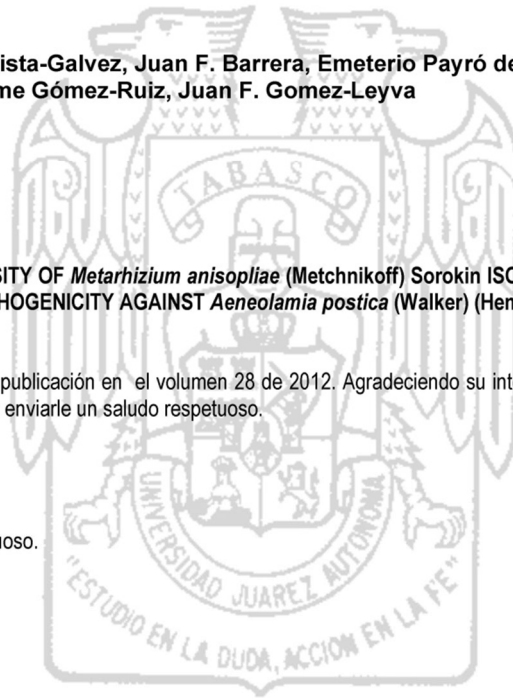 ista-Galvez, Juan F. Barrera, Emeterio Payró de
me Gómez-Ruiz, Juan F. Gomez-Leyva
TABASCO
SITY OF Metarhizium anisopliae (Metchnikoff) Sorokin ISO
HOGENICITY AGAINST Aeneolamia postica (Walker) (Hem
publicación en el volumen 28 de 2012. Agradeciendo su int
enviarle un saludo respetuoso.
uoso.
UNIVERSIDAD JUAREZ AUTONOMA
"ESTUDIO EN LA DUDA, ACCION EN LA FE"